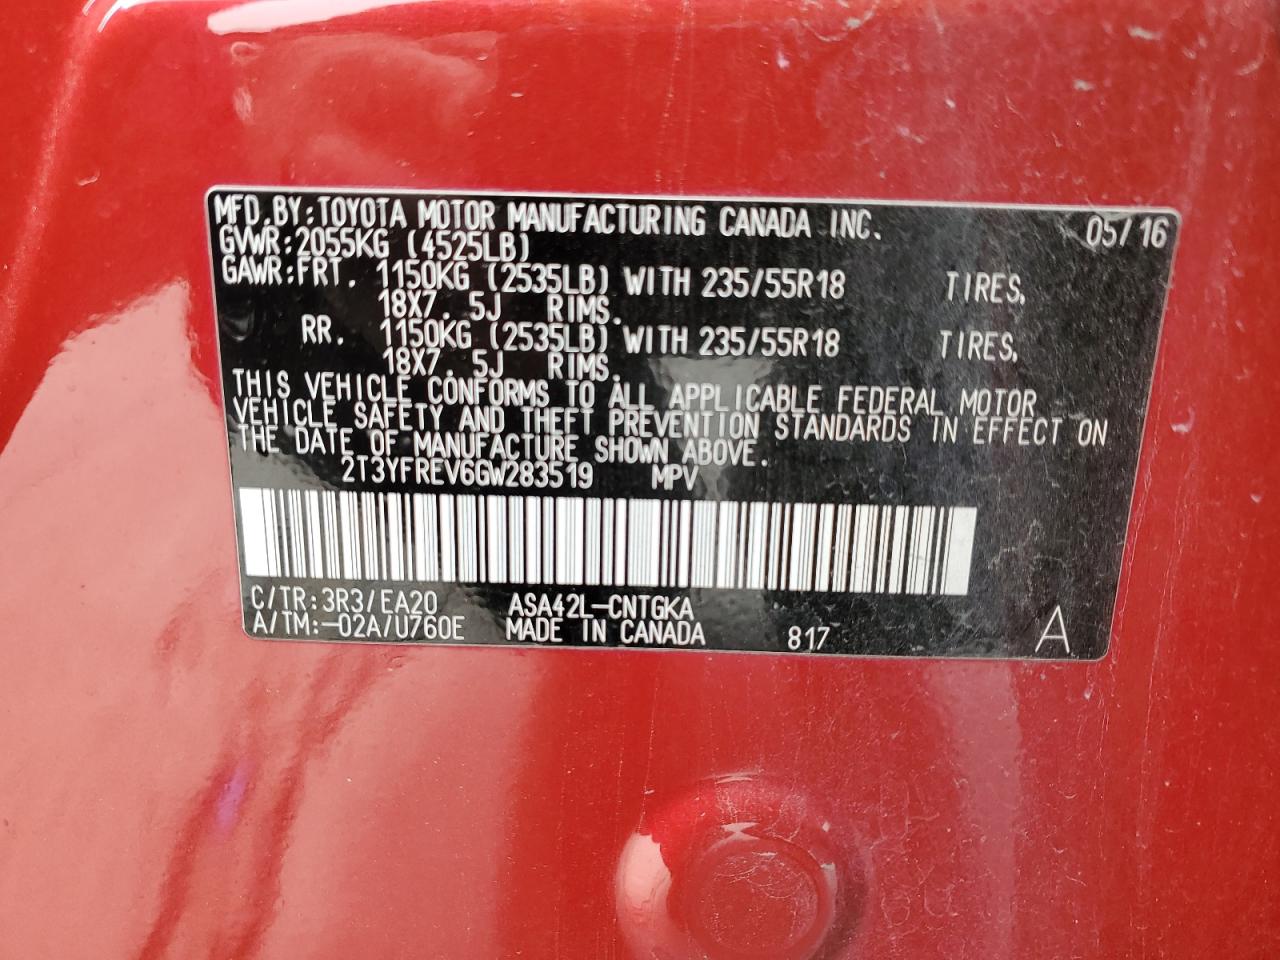 MFD.BY:TOYOTA MOTOR MANUFACTURING CANADA INC. 05/16
GVWR:2055KG (4525LB)
GAWR:FRT. 1150KG (2535LB) WITH 235/55R18 TIRES,
18X7.5J RIMS.
RR. 1150KG (2535LB) WITH 235/55R18 TIRES,
18X7.5J RIMS.
THIS VEHICLE CONFORMS TO ALL APPLICABLE FEDERAL MOTOR
VEHICLE SAFETY AND THEFT PREVENTION STANDARDS IN EFFECT ON
THE DATE OF MANUFACTURE SHOWN ABOVE.
2T3YFREV6GW283519 MPV
C/TR:3R3/EA20 ASA42L-CNTGKA
A/TM:-02A/U760E MADE IN CANADA 817 A